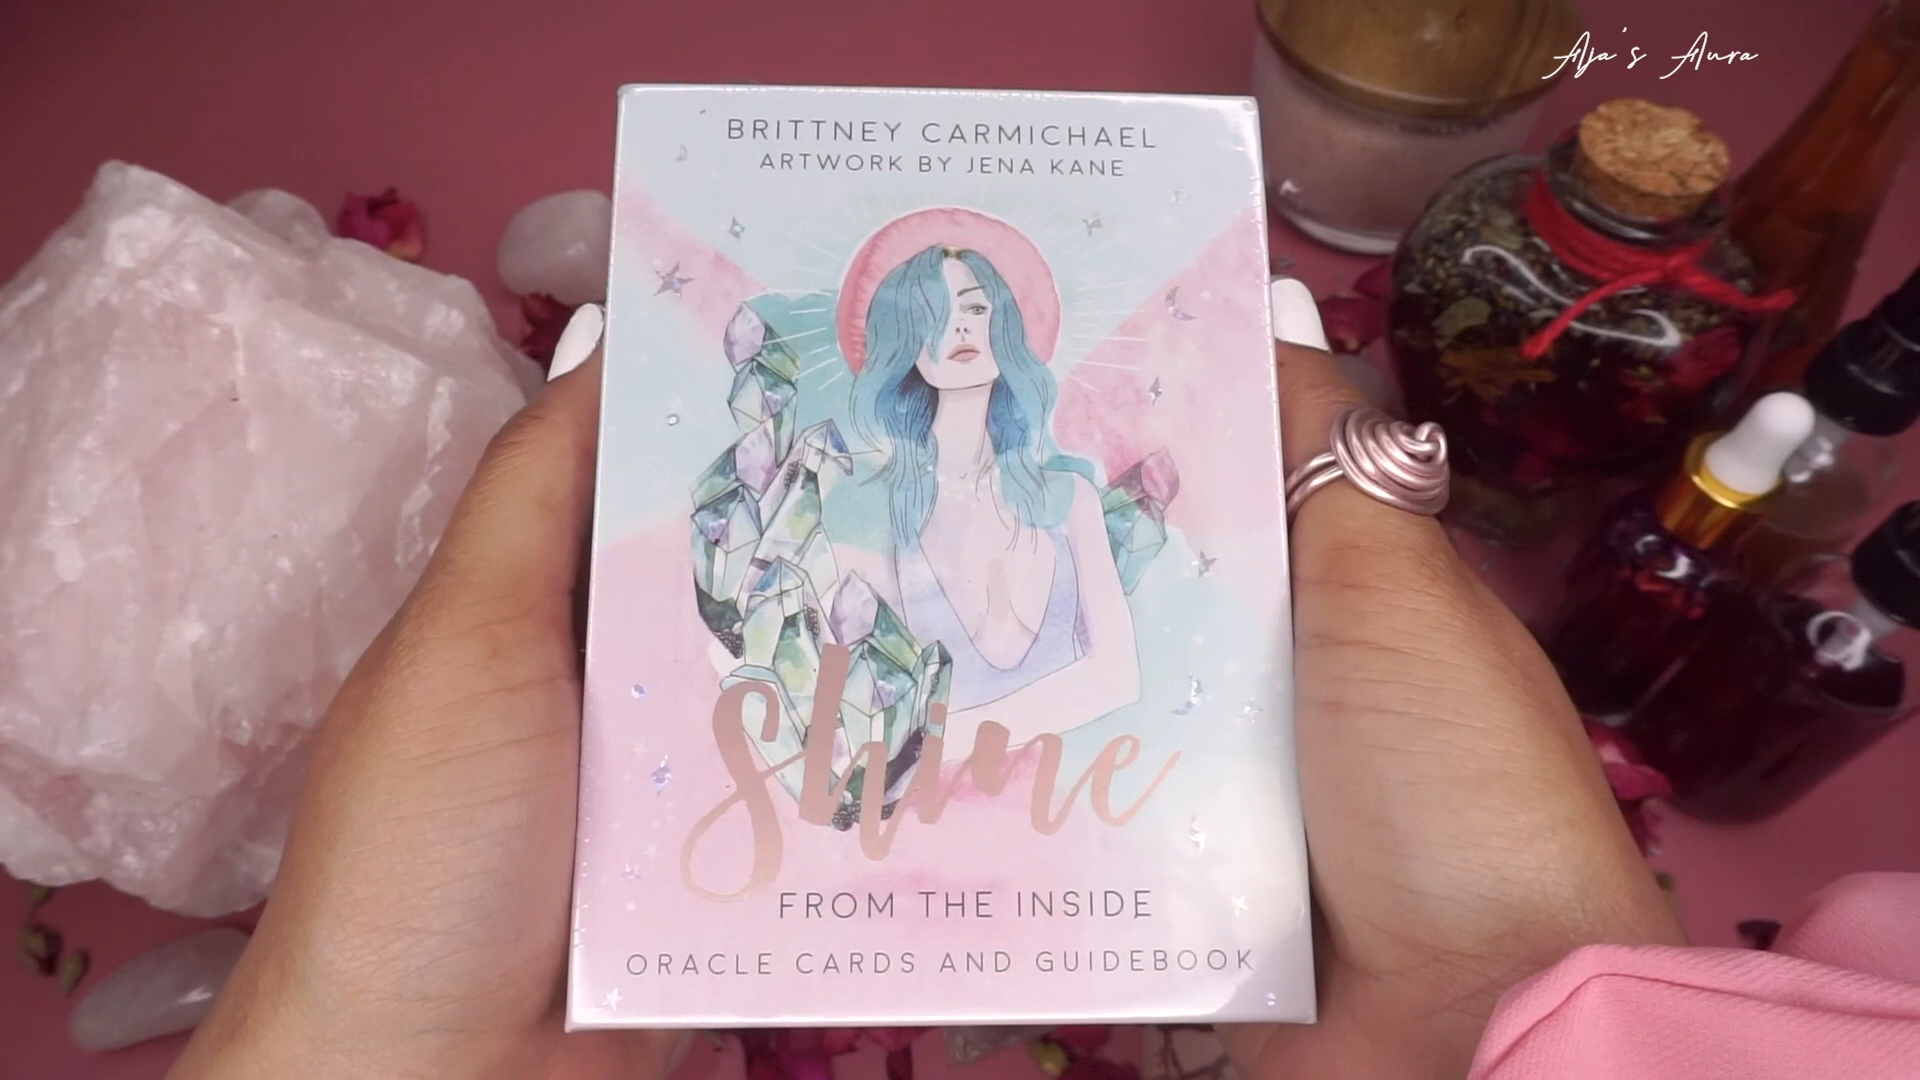 Aja's Aura
BRITTNEY CARMICHAEL
ARTWORK BY JENA KANE
Shine
FROM THE INSIDE
ORACLE CARDS AND GUIDEBOOK